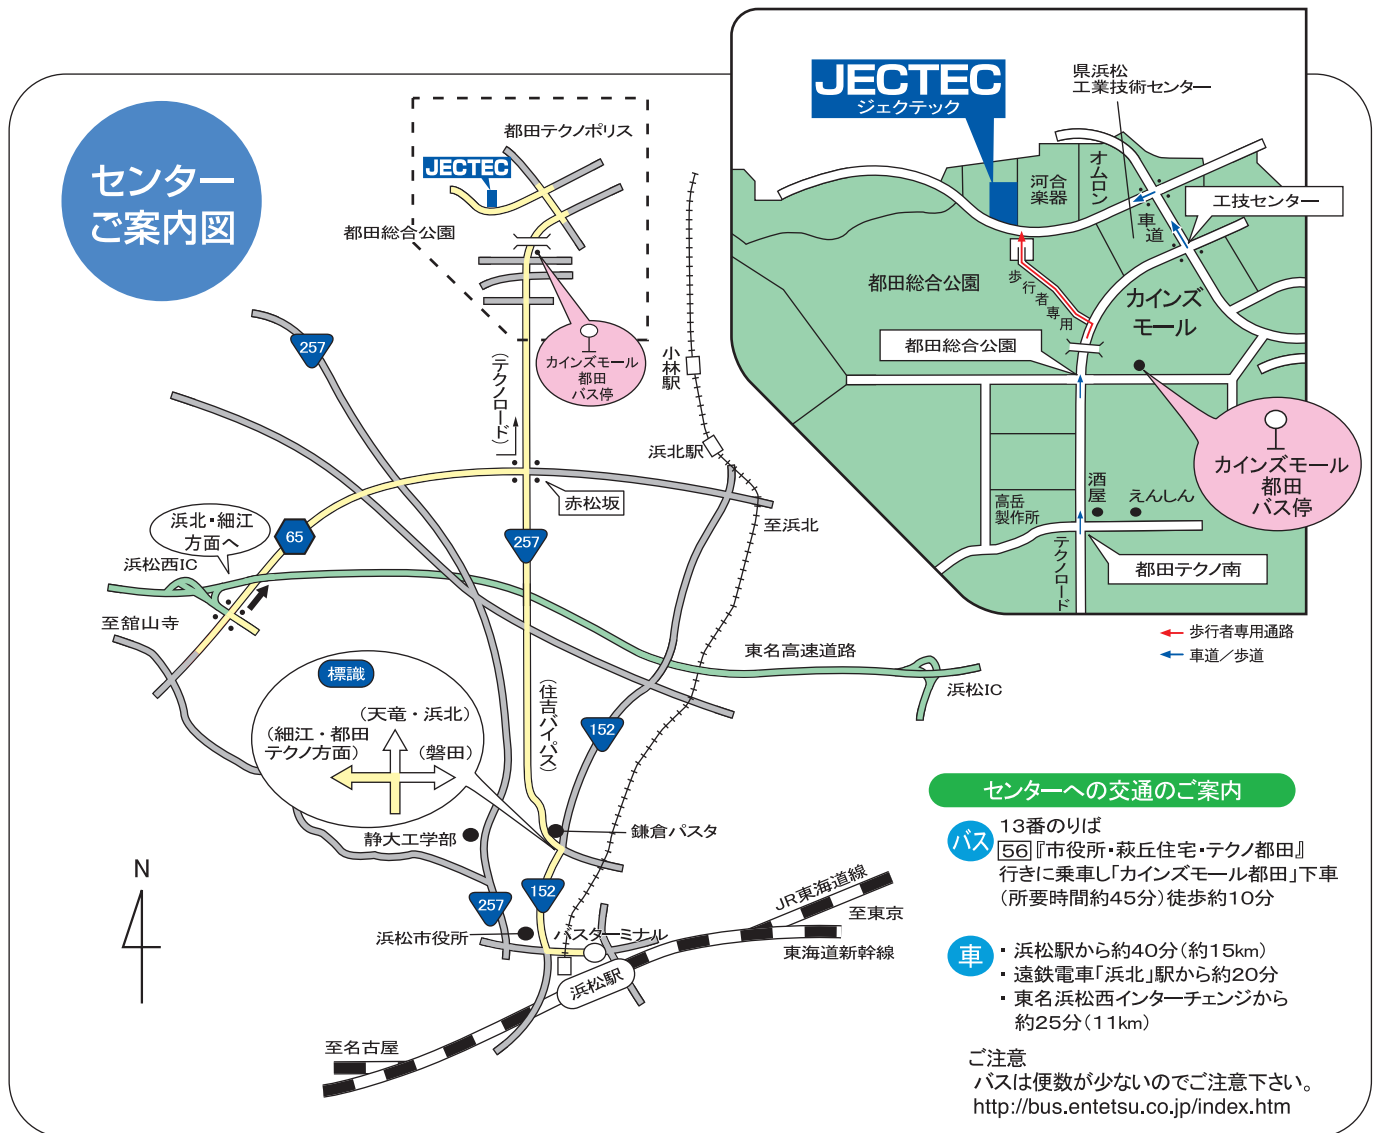 センター
ご案内図
都田テクノポリス
JECTEC
都田総合公園
カインズモール
都田
バス停
(テクノロード)
257
小林駅
浜北駅
赤松坂
至浜北
浜北・細江
方面へ
65
浜松西IC
至舘山寺
257
東名高速道路
浜松IC
標識
(天竜・浜北)
(細江・都田
テクノ方面)
(磐田)
(住吉バイパス)
152
静大工学部
鎌倉パスタ
257
152
浜松市役所
バスターミナル
浜松駅
JR東海道線
至東京
東海道新幹線
至名古屋
N
JECTEC
ジェクテック
県浜松
工業技術センター
河合
楽器
オムロン
車道
工技センター
都田総合公園
歩行者専用
カインズ
モール
都田総合公園
カインズモール
都田
バス停
酒屋
えんしん
高岳
製作所
テクノロード
都田テクノ南
歩行者専用通路
車道/歩道
センターへの交通のご案内
バス
13番のりば
56『市役所・萩丘住宅・テクノ都田』
行きに乗車し「カインズモール都田」下車
(所要時間約45分)徒歩約10分
車
・浜松駅から約40分(約15km)
・遠鉄電車「浜北」駅から約20分
・東名浜松西インターチェンジから
約25分(11km)
ご注意
バスは便数が少ないのでご注意下さい。
http://bus.entetsu.co.jp/index.htm